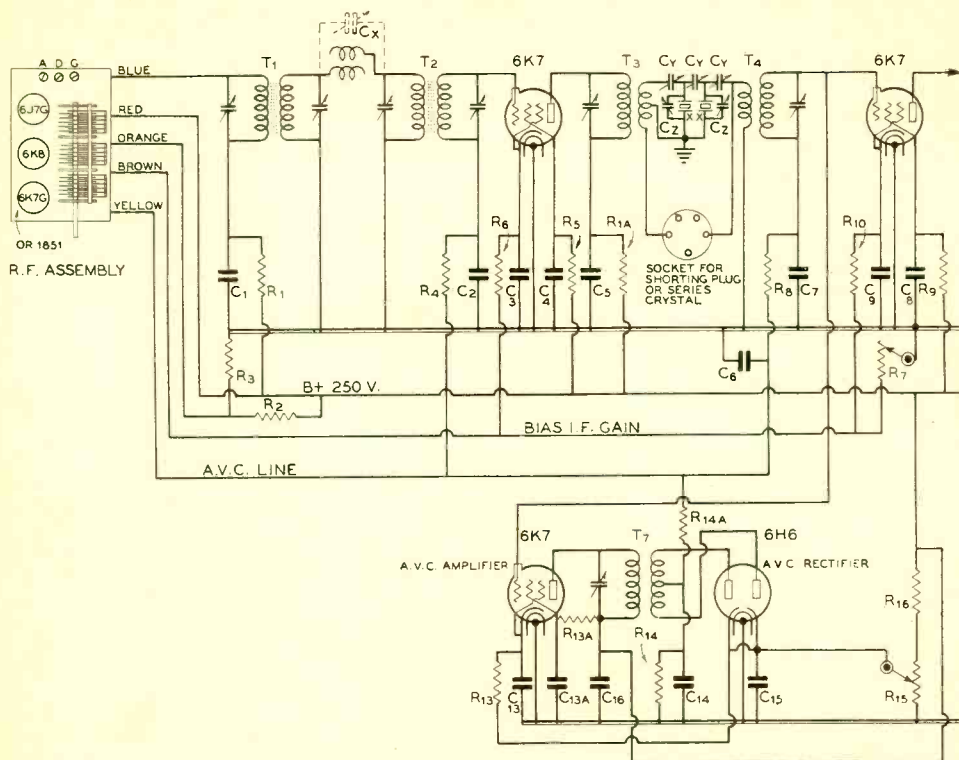 A D G
BLUE
RED
ORANGE
BROWN
YELLOW
6J7G
6K8
6K7G
OR 1851
R.F. ASSEMBLY
T1
CX
T2
6K7
T3
CY CY CY
T4
6K7
CZ X X CZ
SOCKET FOR
SHORTING PLUG
OR SERIES
CRYSTAL
C1
R1
R4
C2
R6
C3
C4
R5
C5
R1A
R8
C7
R10
C9
C8
R9
R3
C6
R7
B+ 250 V.
R2
BIAS I.F. GAIN
A.V.C. LINE
R14A
6K7
T7
6H6
A.V.C. AMPLIFIER
A.V.C. RECTIFIER
R13A
R14
R16
R13
C13
C13A
C16
C14
C15
R15